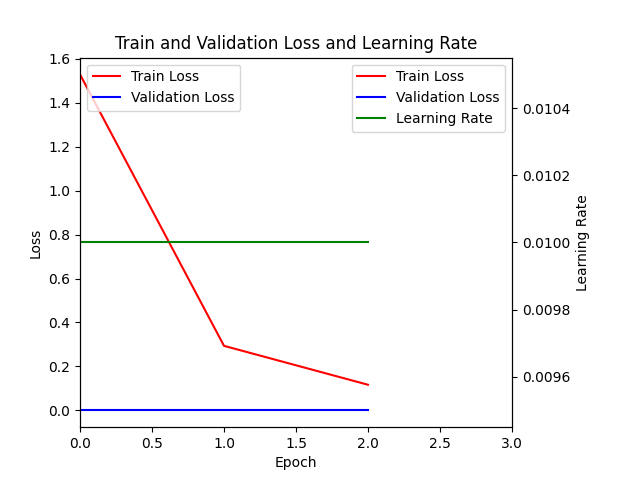 Train and Validation Loss and Learning Rate
Train Loss
Validation Loss
Train Loss
Validation Loss
Learning Rate
1.6
1.4
1.2
1.0
0.8
0.6
0.4
0.2
0.0
Loss
0.0104
0.0102
0.0100
0.0098
0.0096
Learning Rate
0.0 0.5 1.0 1.5 2.0 2.5 3.0
Epoch